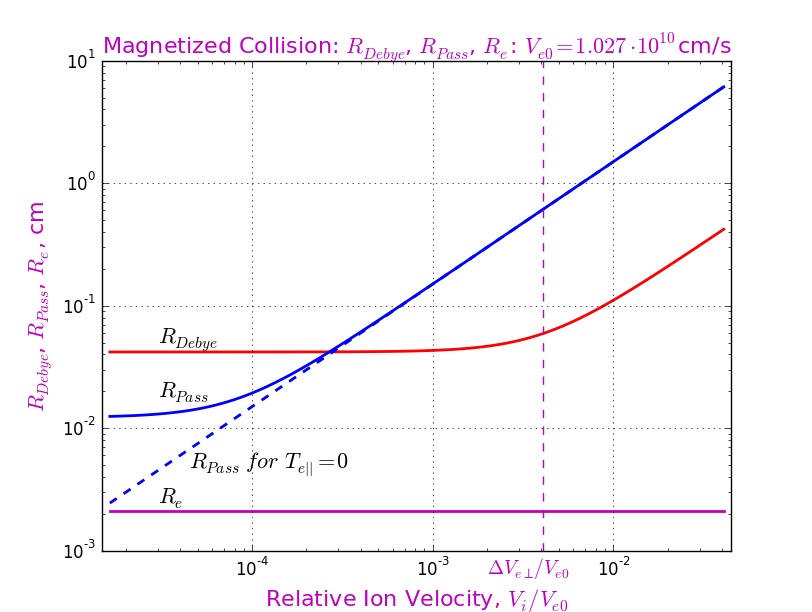 Magnetized Collision: R_Debye, R_Pass, R_e: V_e0=1.027·10^10 cm/s
R_Debye, R_Pass, R_e, cm
10^1
10^0
10^-1
10^-2
10^-3
R_Debye
R_Pass
R_Pass for T_e||=0
R_e
10^-4
10^-3
10^-2
ΔV_e⊥/V_e0
Relative Ion Velocity, V_i/V_e0